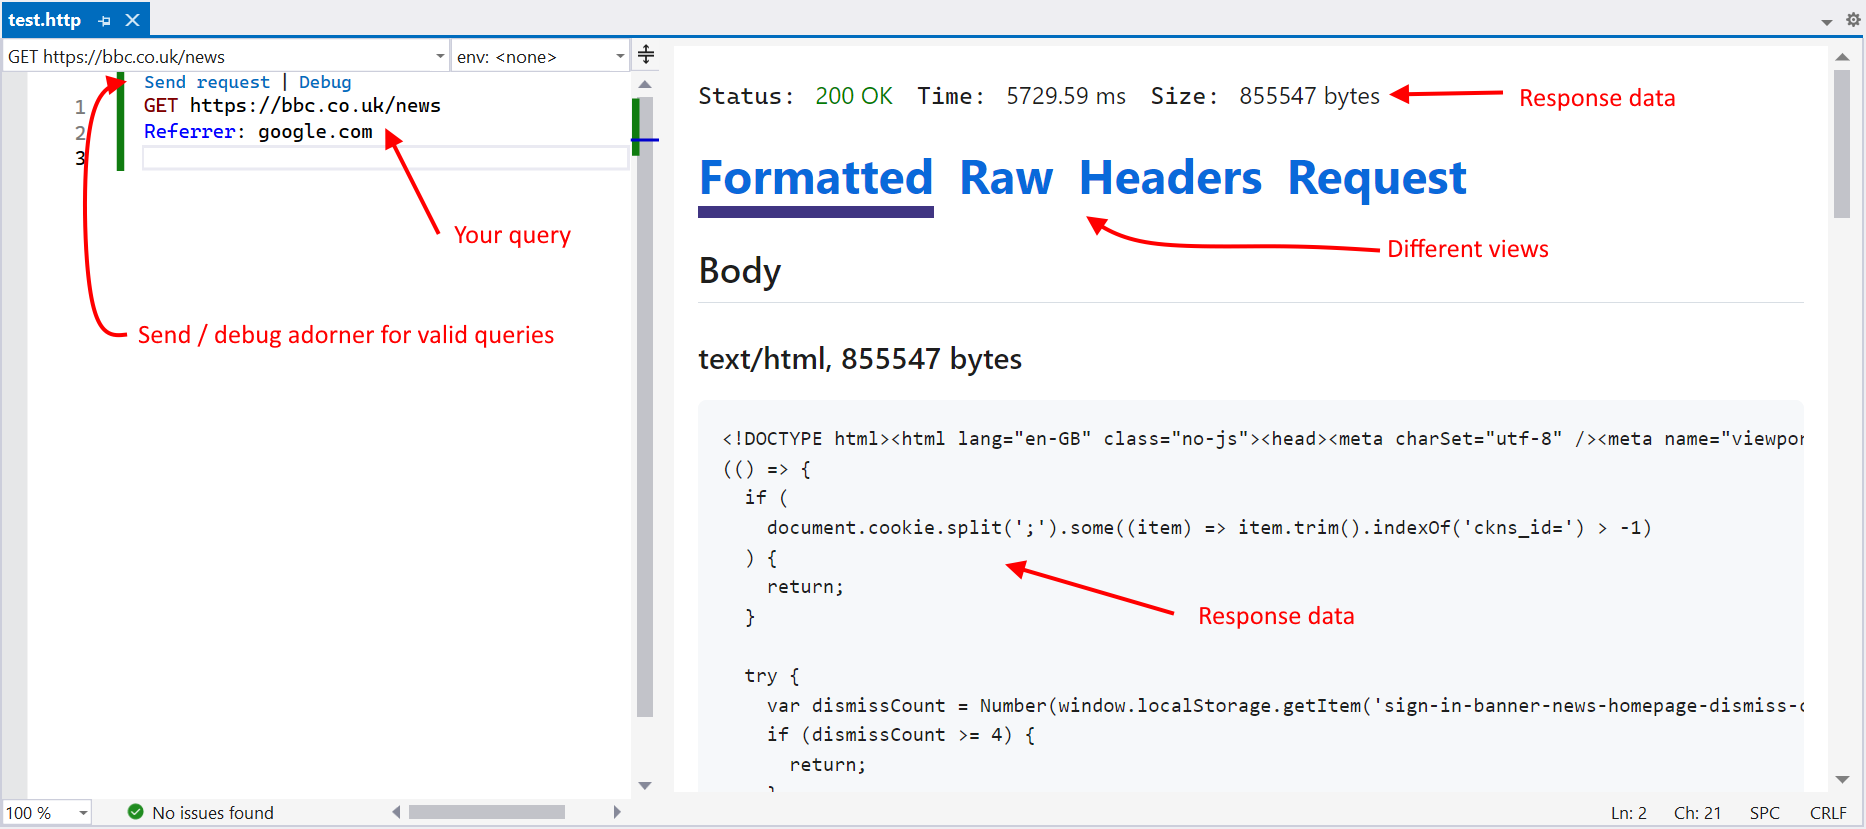 test.http
GET https://bbc.co.uk/news
env: <none>
Send request | Debug
1 GET https://bbc.co.uk/news
2 Referrer: google.com
3
Your query
Send / debug adorner for valid queries
100 %
No issues found
Status: 200 OK Time: 5729.59 ms Size: 855547 bytes
Response data
Formatted Raw Headers Request
Different views
Body
text/html, 855547 bytes
<!DOCTYPE html><html lang="en-GB" class="no-js"><head><meta charSet="utf-8" /><meta name="viewpor
(() => {
if (
document.cookie.split(';').some((item) => item.trim().indexOf('ckns_id=') > -1)
) {
return;
}
Response data
try {
var dismissCount = Number(window.localStorage.getItem('sign-in-banner-news-homepage-dismiss-c
if (dismissCount >= 4) {
return;
}
Ln: 2 Ch: 21 SPC CRLF